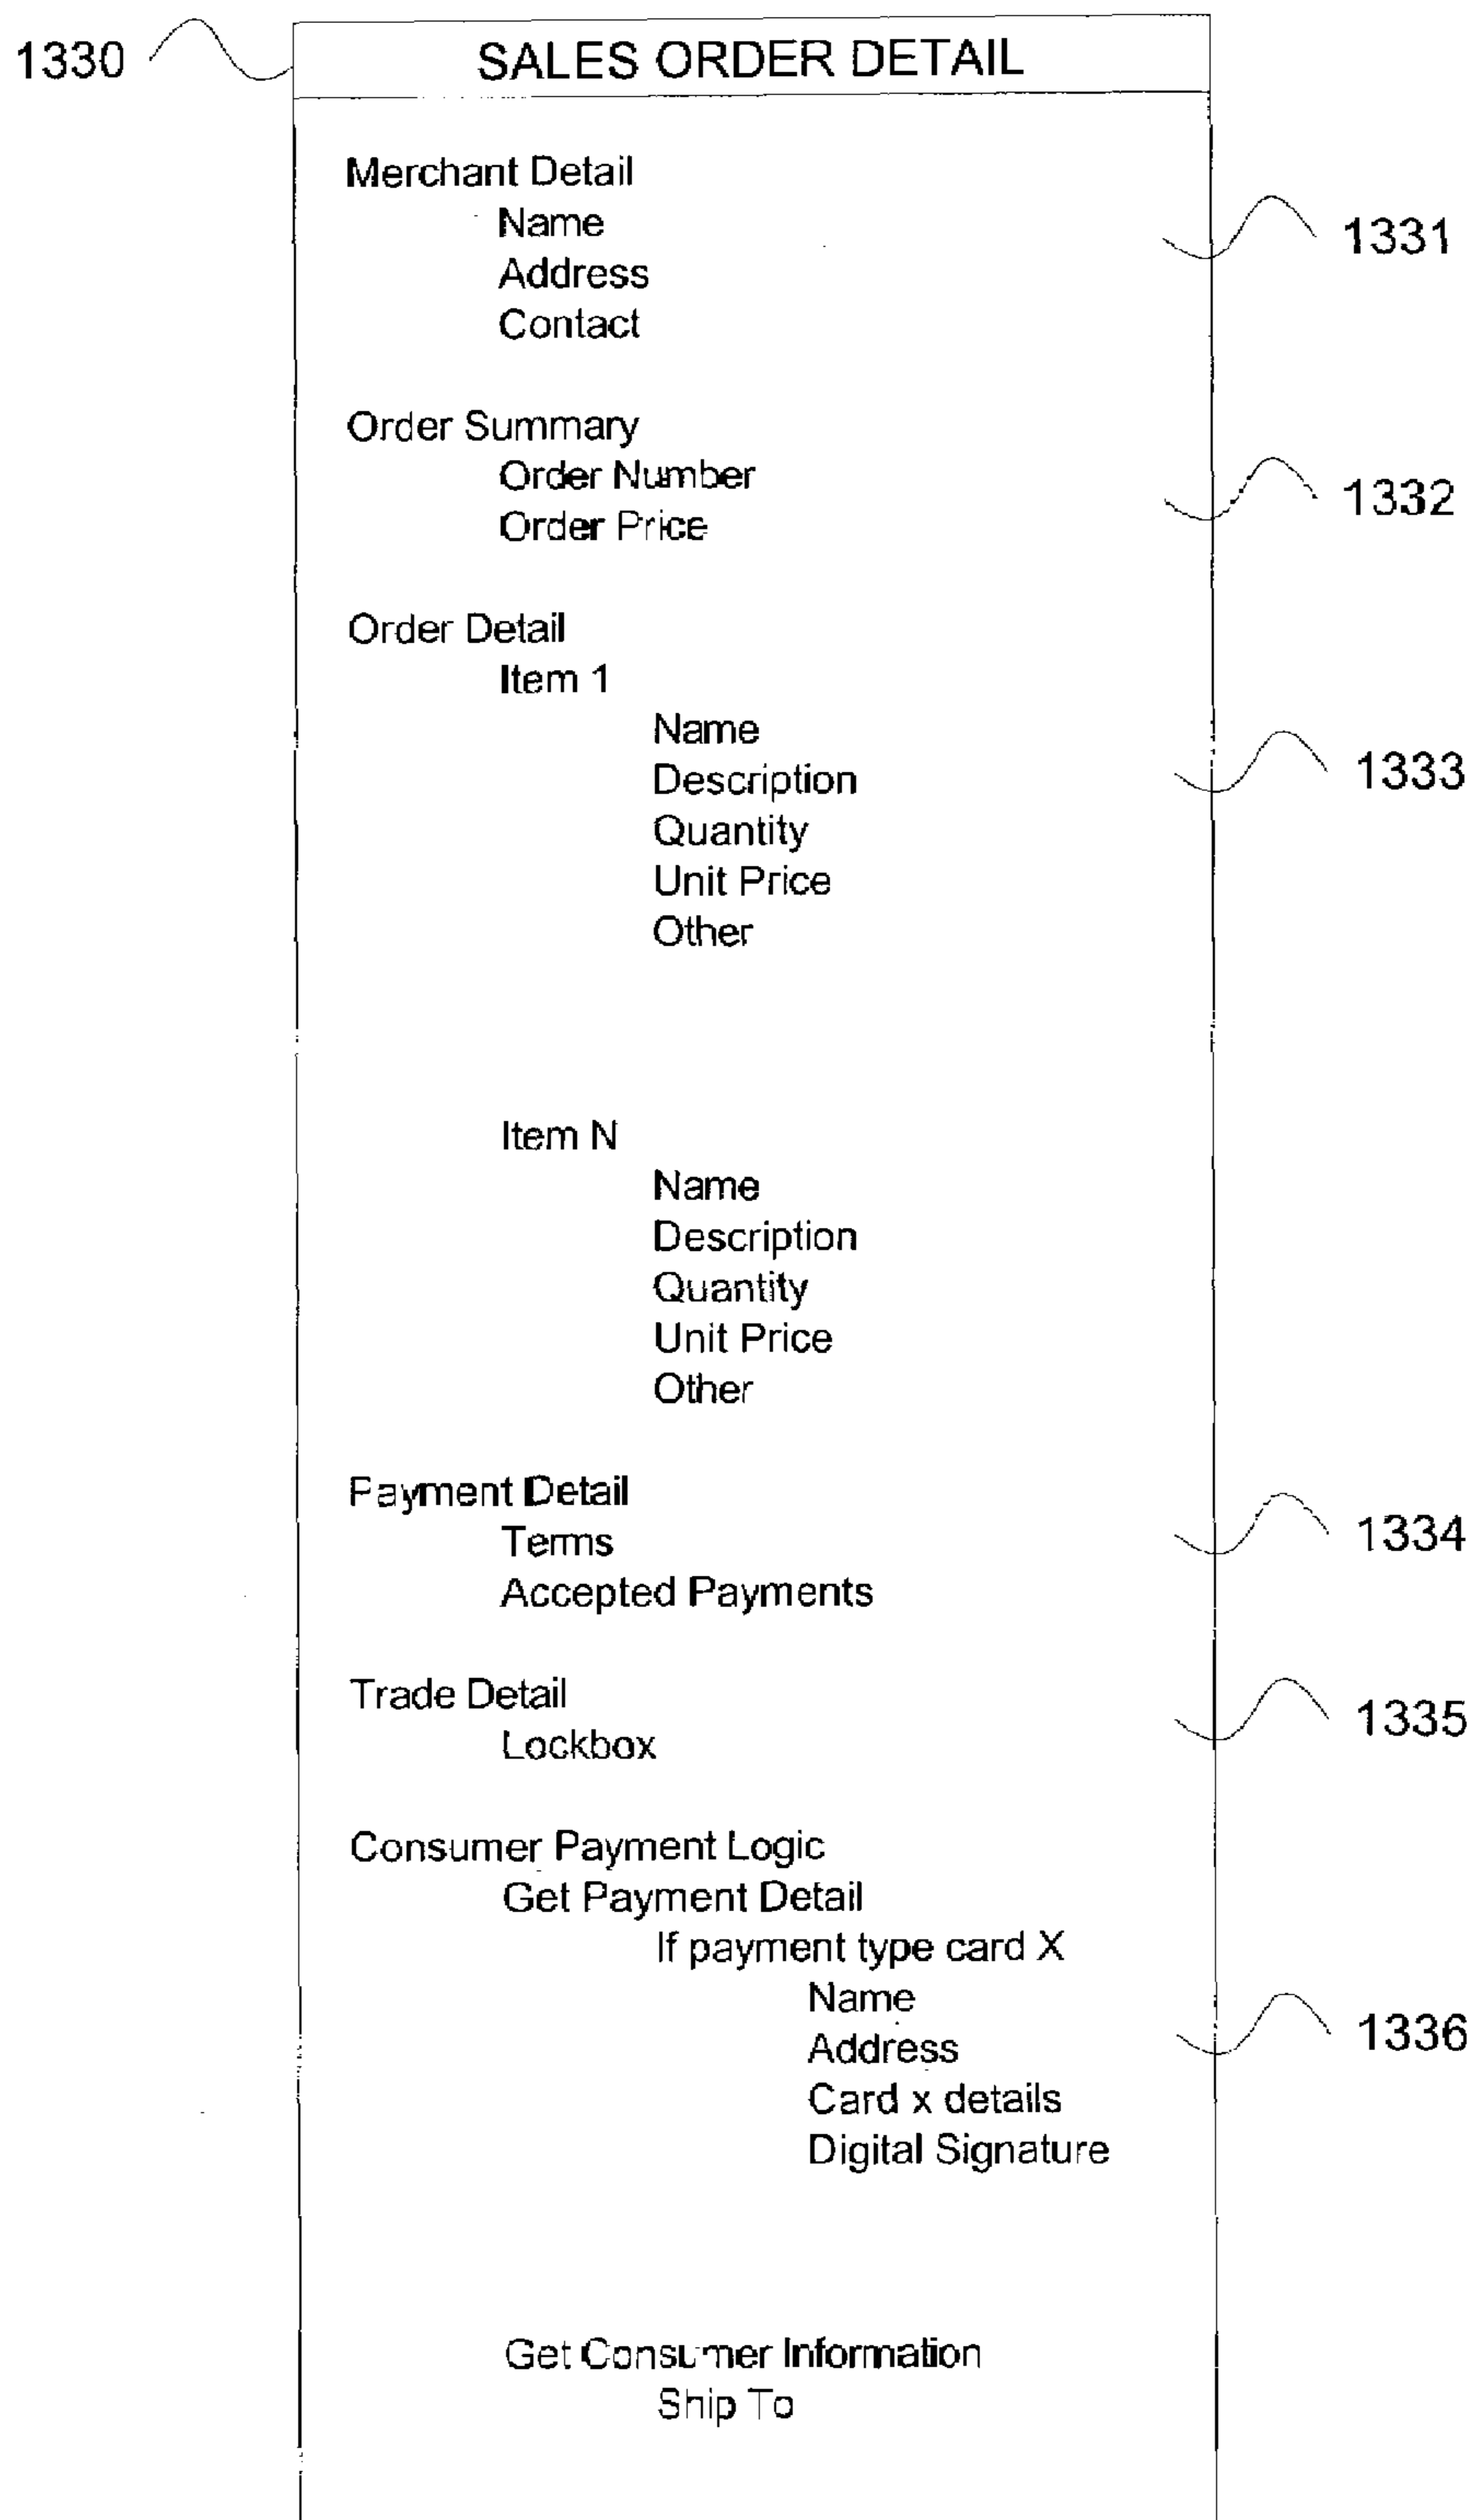 1330 SALES ORDER DETAIL
Merchant Detail
Name
1331
Address
Contact
Order Summary
Order Number
1332
Order Price
Order Detail
Item 1
Name
Description
1333
Quantity
Unit Price
Other
Item N
Name
Description
Quantity
Unit Price
Other
Payment Detail
Terms
1334
Accepted Payments
Trade Detail
1335
Lockbox
Consumer Payment Logic
Get Payment Detail
If payment type card X
Name
1336
Address
Card x details
Digital Signature
Get Consumer Information
Ship To